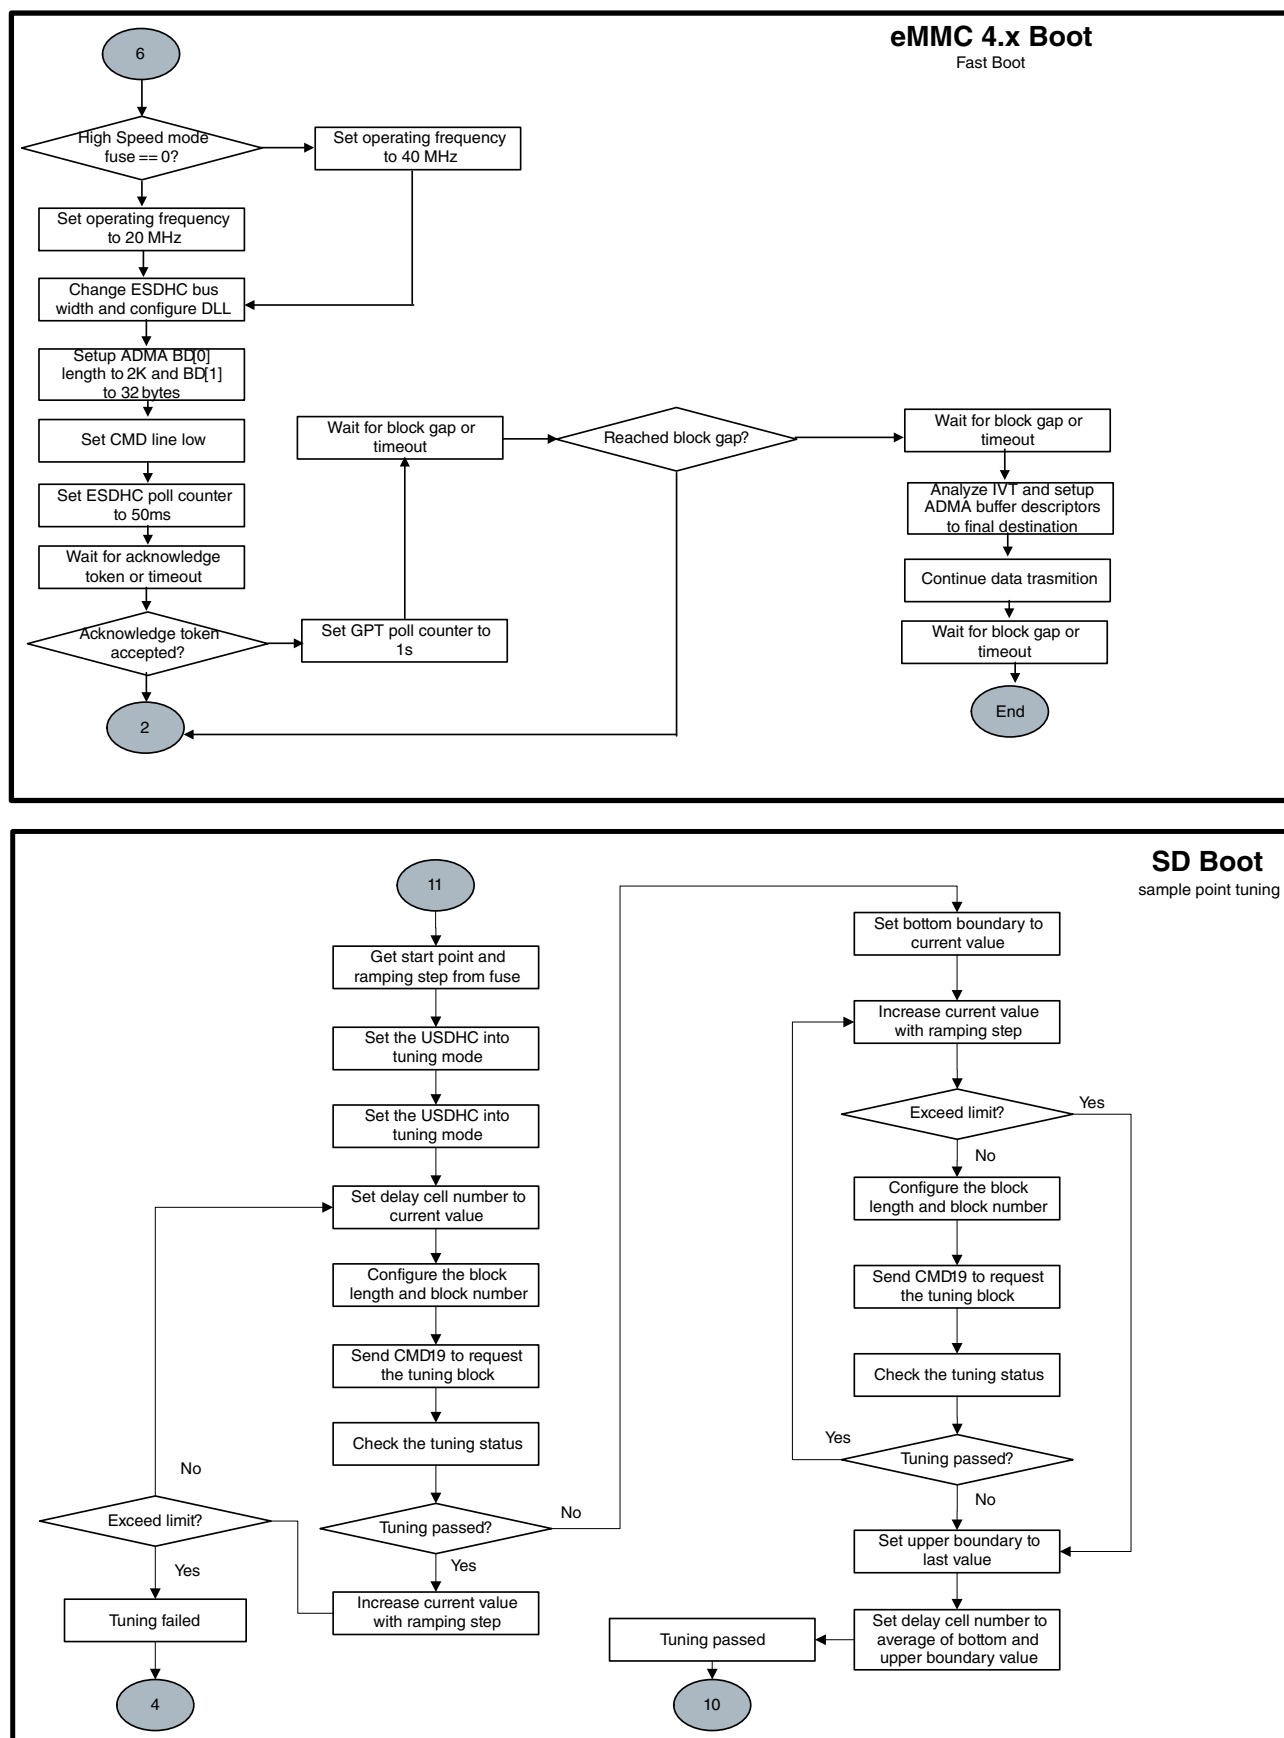 eMMC 4.x Boot
Fast Boot
6
High Speed mode
fuse == 0?
Set operating frequency
to 40 MHz
Set operating frequency
to 20 MHz
Change ESDHC bus
width and configure DLL
Setup ADMA BD[0]
length to 2K and BD[1]
to 32 bytes
Set CMD line low
Set ESDHC poll counter
to 50ms
Wait for acknowledge
token or timeout
Acknowledge token
accepted?
2
Set GPT poll counter to
1s
Wait for block gap or
timeout
Reached block gap?
Wait for block gap or
timeout
Analyze IVT and setup
ADMA buffer descriptors
to final destination
Continue data trasmition
Wait for block gap or
timeout
End
SD Boot
sample point tuning
11
Get start point and
ramping step from fuse
Set the USDHC into
tuning mode
Set the USDHC into
tuning mode
Set delay cell number to
current value
Configure the block
length and block number
Send CMD19 to request
the tuning block
Check the tuning status
Tuning passed?
No
Yes
Increase current value
with ramping step
Exceed limit?
No
Yes
Tuning failed
4
Set bottom boundary to
current value
Increase current value
with ramping step
Exceed limit?
Yes
No
Configure the block
length and block number
Send CMD19 to request
the tuning block
Check the tuning status
Yes
Tuning passed?
No
Set upper boundary to
last value
Set delay cell number to
average of bottom and
upper boundary value
Tuning passed
10